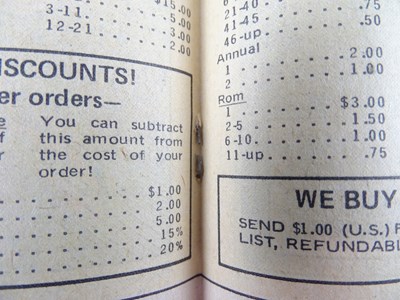 15.00
3-11. . . . . . 5.00
12-21 . . . . . 3.00
2.00
ISCOUNTS!
er orders—
e You can subtract
f this amount from
r the cost of your
order!
. . . . . . . . . . . $1.00
. . . . . . . . . . . 2.00
. . . . . . . . . . . 5.00
. . . . . . . . . . . 15%
. . . . . . . . . . . 20%
21-40 . . . . . .75
41-45 . . . . . .50
46-up. . .
Annual
1 . . . . . . . . 2.00
2 . . . . . . . . 1.00
Rom
1 . . . . . . . . $3.00
2-5 . . . . . . . 1.50
6-10. . . . . . . 1.00
11-up. . . . . . .75
WE BUY
SEND $1.00 (U.S.) F
LIST, REFUNDABL